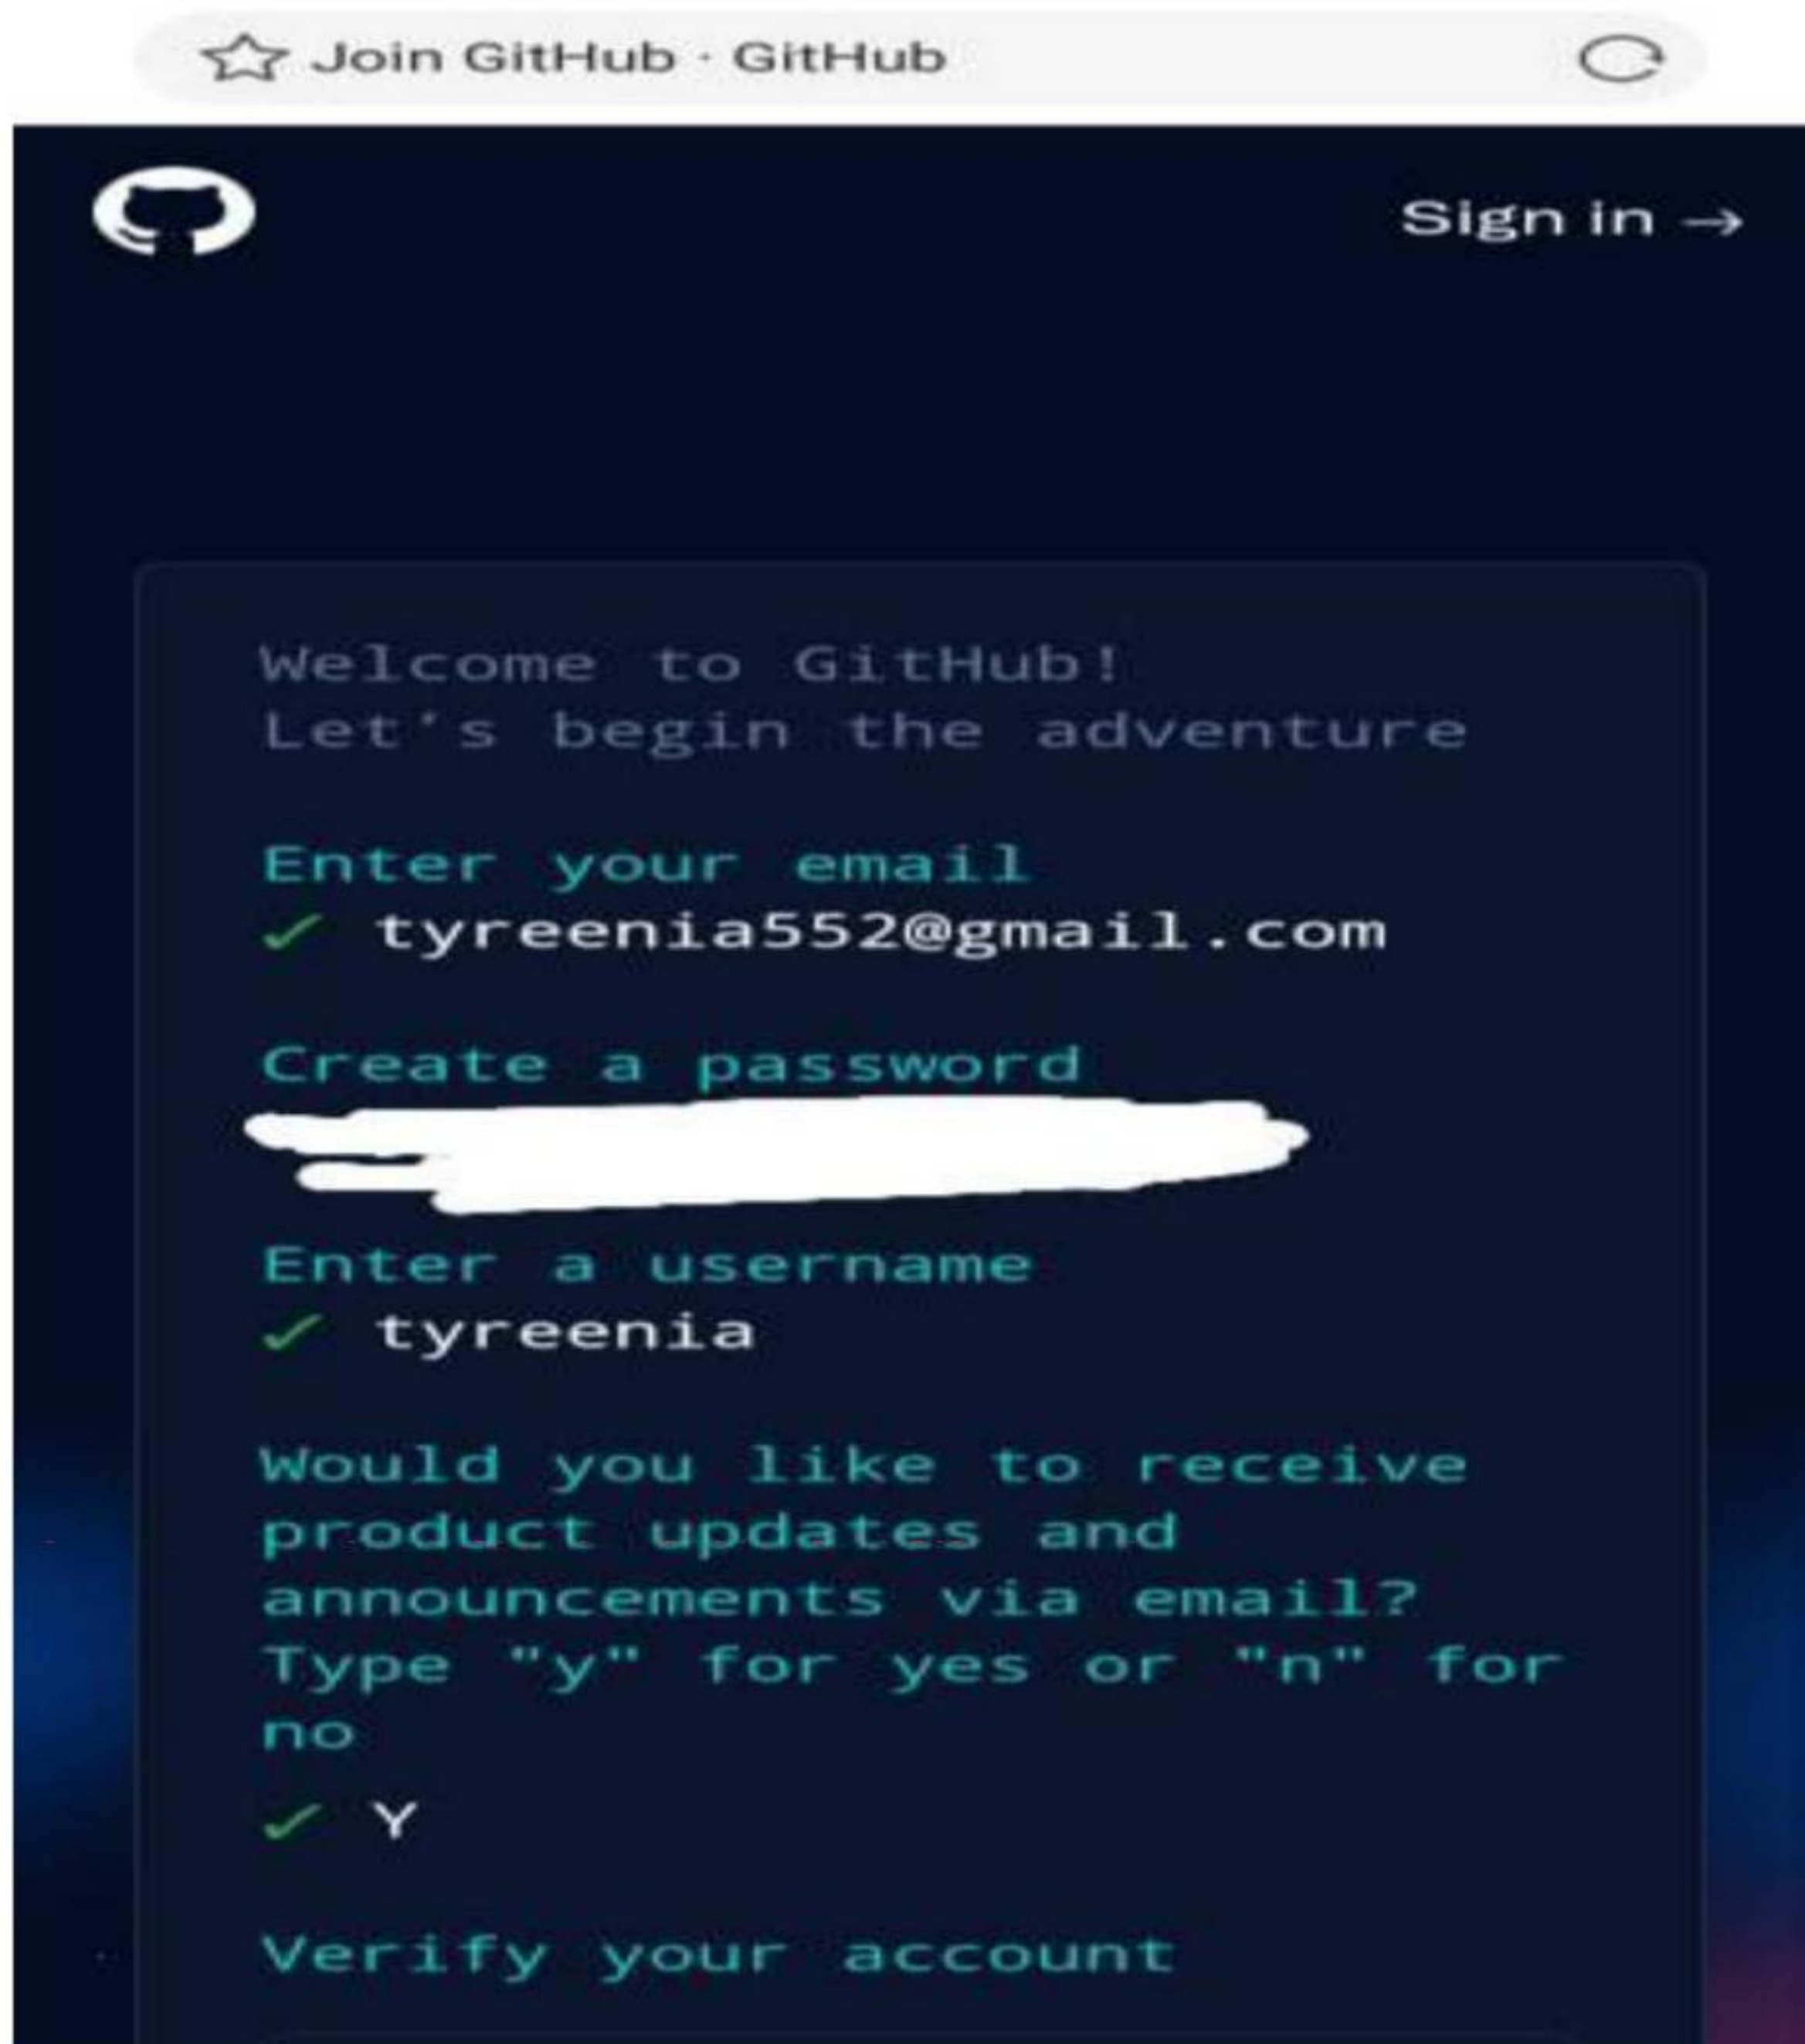 Join GitHub · GitHub
Sign in →
Welcome to GitHub!
Let’s begin the adventure
Enter your email
✓ tyreenia552@gmail.com
Create a password
Enter a username
✓ tyreenia
Would you like to receive
product updates and
announcements via email?
Type "y" for yes or "n" for
no
✓ Y
Verify your account